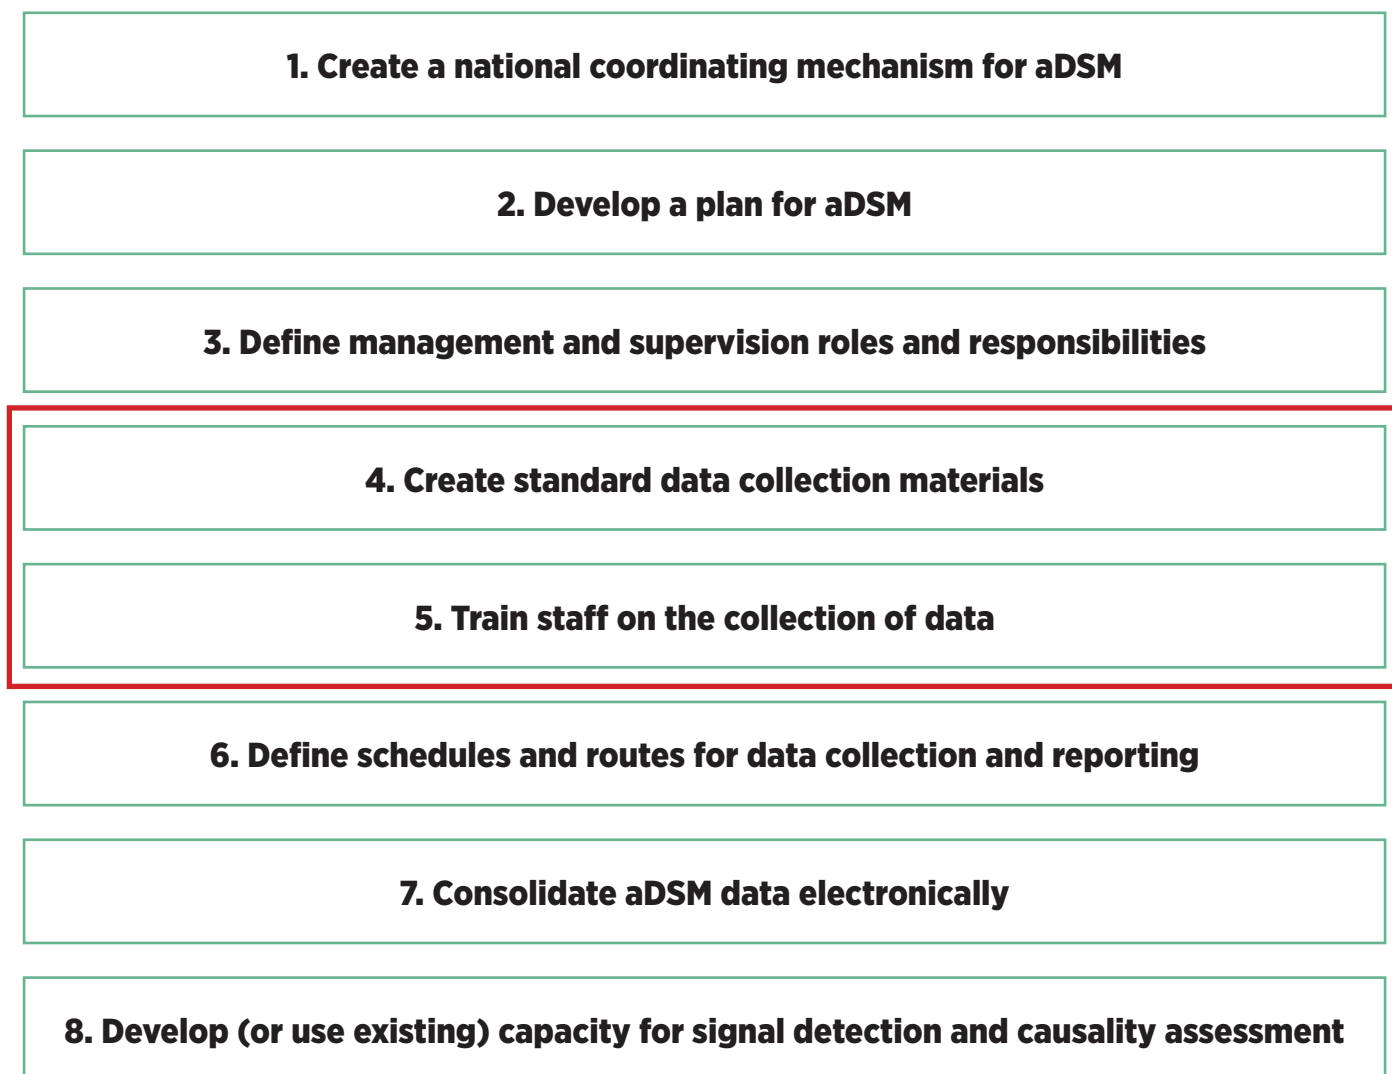 1. Create a national coordinating mechanism for aDSM
2. Develop a plan for aDSM
3. Define management and supervision roles and responsibilities
4. Create standard data collection materials
5. Train staff on the collection of data
6. Define schedules and routes for data collection and reporting
7. Consolidate aDSM data electronically
8. Develop (or use existing) capacity for signal detection and causality assessment